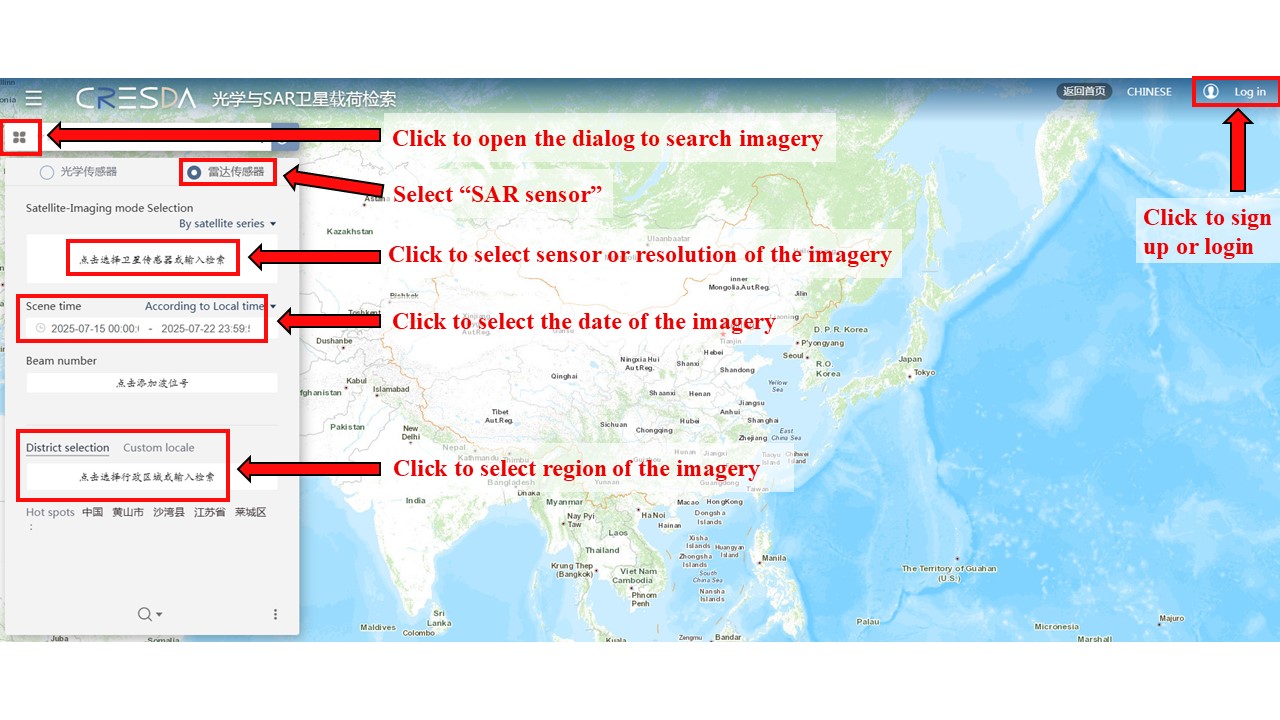 CRESDA 光学与SAR卫星载荷检索
返回首页 CHINESE Log in
Click to open the dialog to search imagery
光学传感器 雷达传感器
Select “SAR sensor”
Click to sign
up or login
Satellite-Imaging mode Selection
By satellite series
点击选择卫星传感器或输入检索
Click to select sensor or resolution of the imagery
Scene time According to Local time
2025-07-15 00:00: - 2025-07-22 23:59:
Click to select the date of the imagery
Beam number
点击添加波位号
District selection Custom locale
点击选择行政区域或输入检索
Click to select region of the imagery
Hot spots 中国 黄山市 沙湾县 江苏省 莱城区
:
Kazakhstan
Ulaanbaatar
Inner
Mongolia Aut.Reg.
Jilin
Bishkek
Dushanbe
D. P. R. Korea
P'yongyang
Tianjin
Hebei
Seoul
R.O.
Korea
Japan
Tokyo
Ningxia Hui
Aut.Reg.
Shanxi
Shandong
Qinghai
Kabul
Islamabad
fghanistan
Shaanxi
Henan
Yellow
Sea
Jiangsu
Tibet
Aut.Reg.
Anhui
Shanghai
Sichuan
Chongqing
Hubei
Zhejiang
East
China Sea
Pakistan
New
Delhi
Nepal
Kathmandu
Thimbu
Guizhou
Hunan
Jiangxi
Bangladesh
Yunnan
Guangdong
Taiwan
India
Dhaka
Myanmar
Macao
HongKong
Nay Pyi
Taw
HaNoi
Dongsha
Islands
Laos
Xisha
Islands
Huangyan
Island
Zhongsha
Islands
Thailand
Manila
Krung Thep
(Bangkok)
Viet Nam
Cambodia
South
China Sea
The Territory of Guahan
(U.S.)
Phnom
Penh
Nansha
Islands
Sri
Lanka
Maldives
Colombo
Palau
Majuro
Micronesia
Marshall
Juba
Somalia
Kuala
Zengmu
Bandar